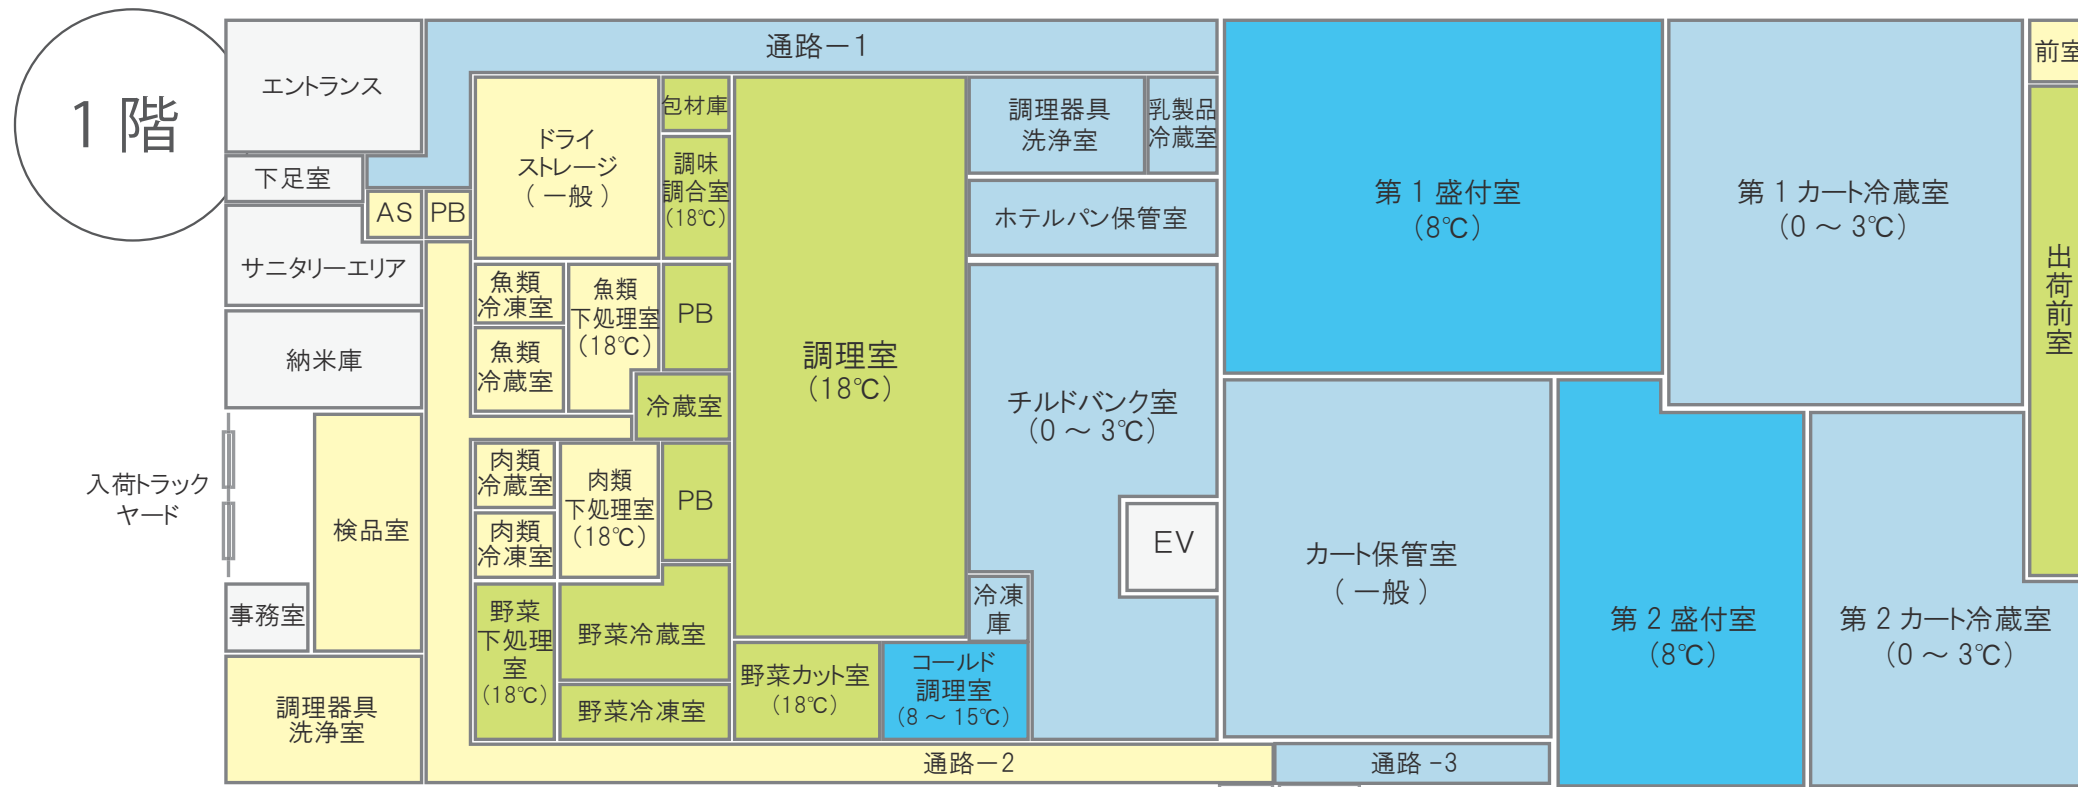 1 階
エントランス
下足室
AS
PB
サニタリーエリア
納米庫
入荷トラック
ヤード
検品室
事務室
調理器具
洗浄室
通路ー1
ドライ
ストレージ
( 一般 )
包材庫
調味
調合室
(18℃)
魚類
冷凍室
魚類
冷蔵室
魚類
下処理室
(18℃)
PB
冷蔵室
肉類
冷蔵室
肉類
冷凍室
肉類
下処理室
(18℃)
PB
野菜
下処理
室
(18℃)
野菜冷蔵室
野菜冷凍室
調理室
(18℃)
野菜カット室
(18℃)
コールド
調理室
(8 ～ 15℃)
調理器具
洗浄室
乳製品
冷蔵室
ホテルパン保管室
チルドバンク室
(0 ～ 3℃)
EV
冷凍
庫
通路ー2
通路 -3
第 1 盛付室
(8℃)
カート保管室
( 一般 )
第 2 盛付室
(8℃)
第 1 カート冷蔵室
(0 ～ 3℃)
第 2 カート冷蔵室
(0 ～ 3℃)
前室
出荷前室